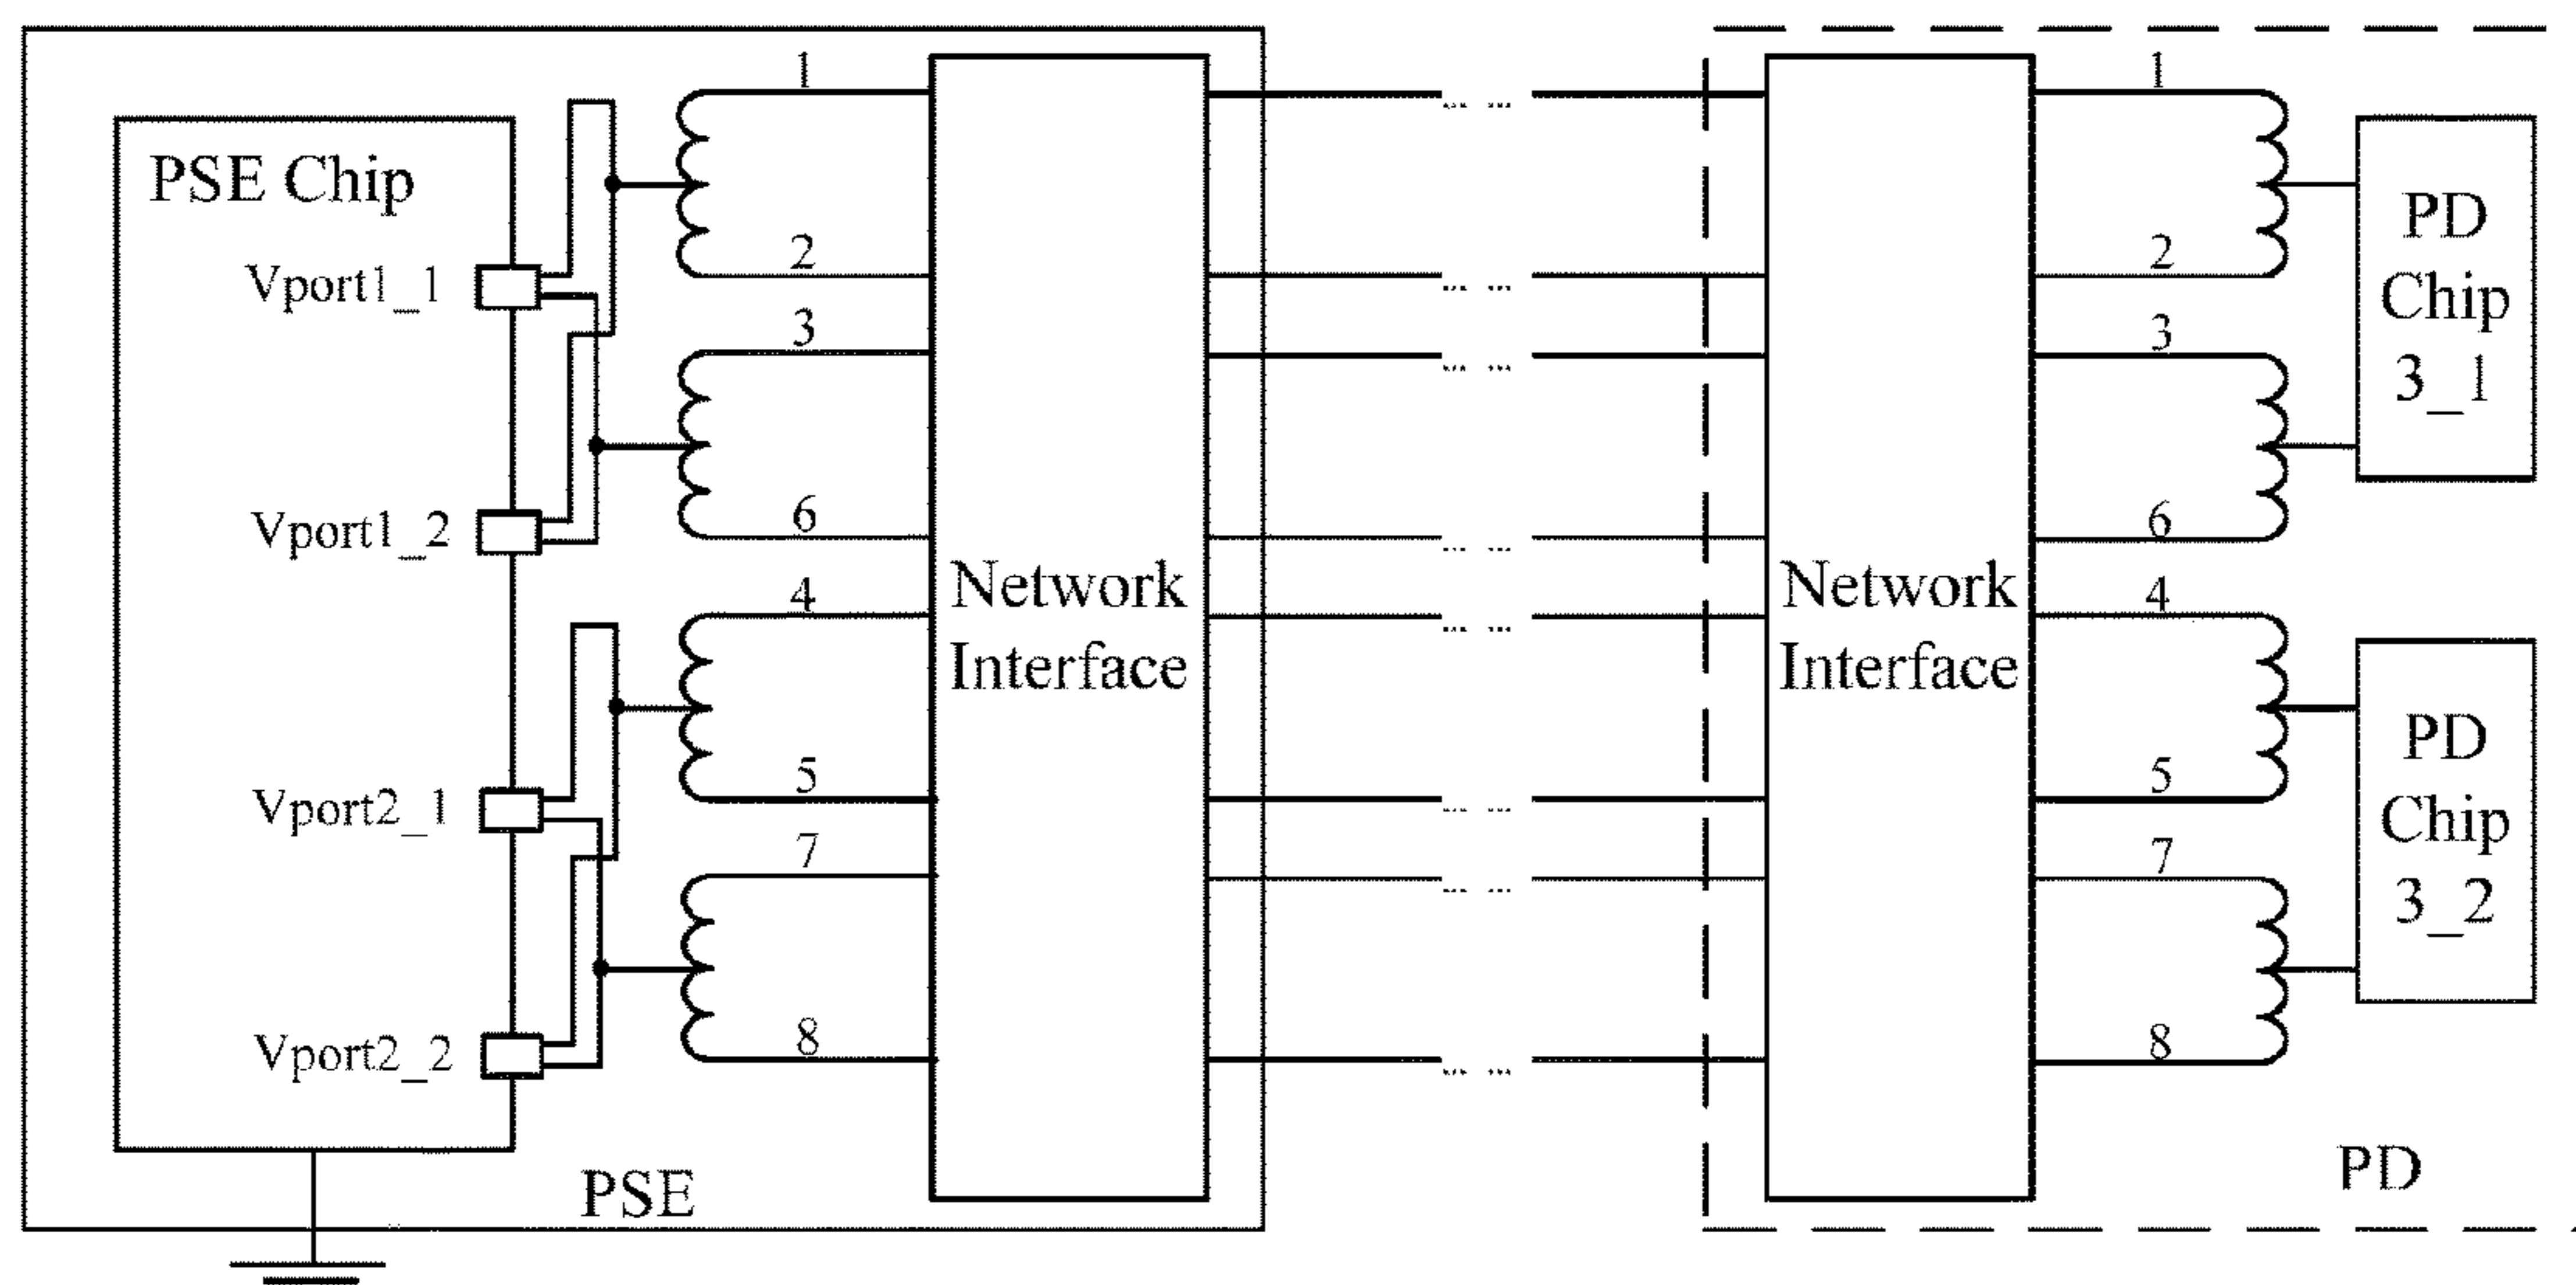 PSE Chip
Vport1_1
Vport1_2
Vport2_1
Vport2_2
1
2
3
6
4
5
7
8
PSE
Network
Interface
... ...
... ...
... ...
... ...
... ...
... ...
... ...
... ...
Network
Interface
1
2
3
6
4
5
7
8
PD
Chip
3_1
PD
Chip
3_2
PD